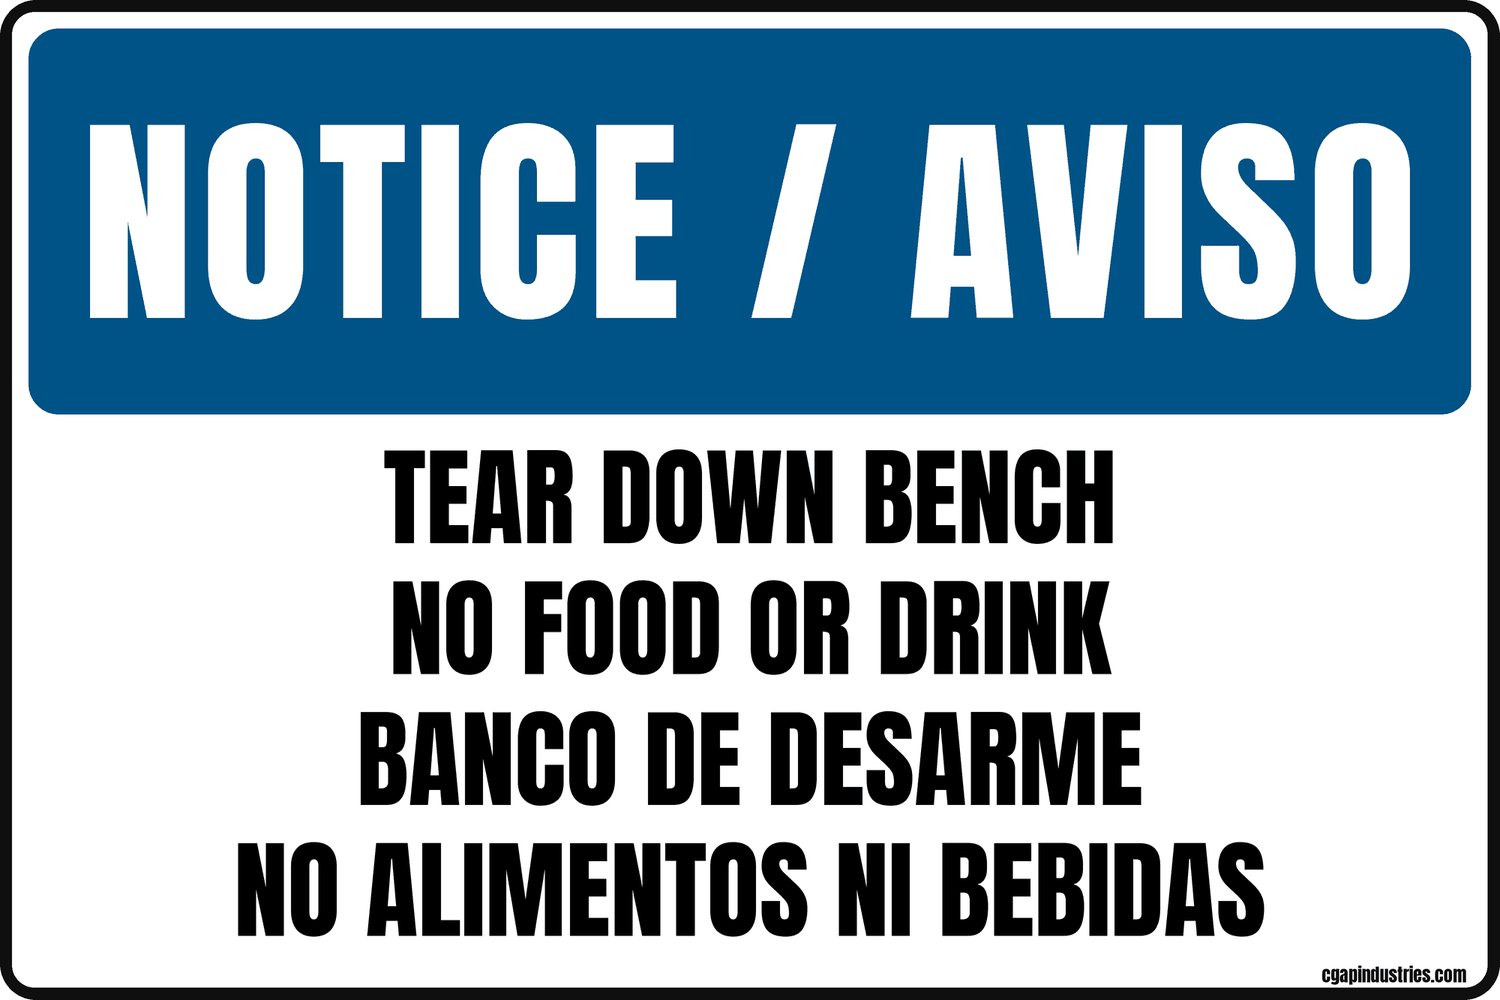 NOTICE / AVISO
TEAR DOWN BENCH
NO FOOD OR DRINK
BANCO DE DESARME
NO ALIMENTOS NI BEBIDAS
cgapindustries.com